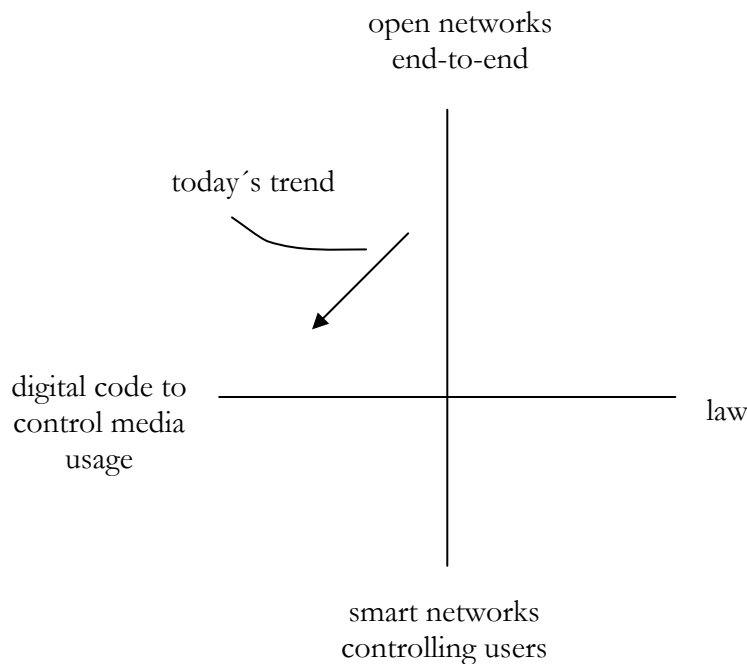 open networks
end-to-end
today´s trend
digital code to
control media
usage
law
smart networks
controlling users